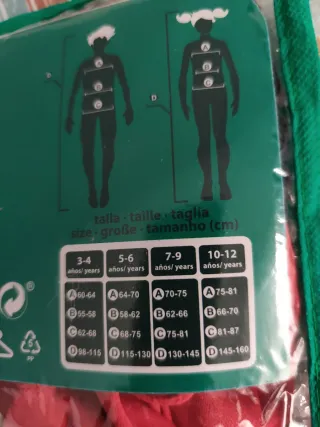 A
B
C
D
A
B
C
talla - taille - taglia
size - große - tamanho (cm)
3-4 5-6 7-9 10-12
años/ years años/ years años/ years años/ years
A 60-64 A 64-70 A 70-75 A 75-81
B 55-58 B 58-62 B 62-66 B 66-70
C 62-68 C 68-75 C 75-81 C 81-87
D 98-115 D 115-130 D 130-145 D 145-160